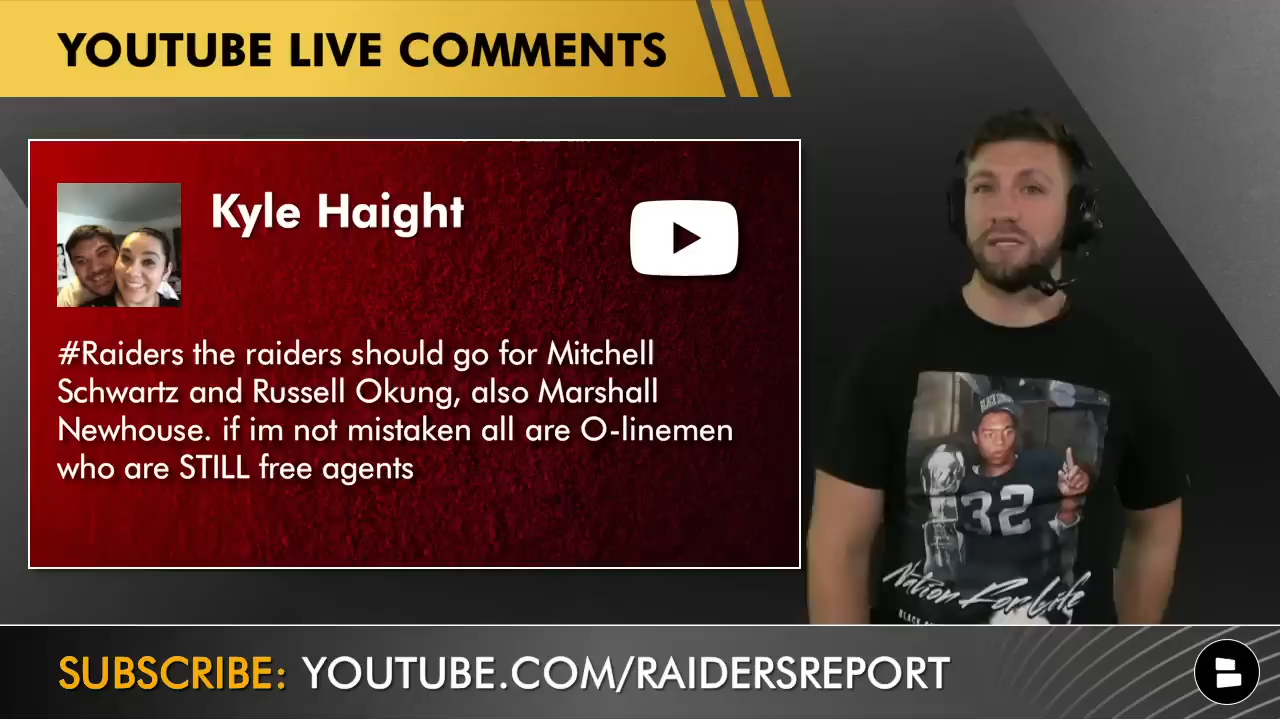 YOUTUBE LIVE COMMENTS
Kyle Haight
#Raiders the raiders should go for Mitchell
Schwartz and Russell Okung, also Marshall
Newhouse. if im not mistaken all are O-linemen
who are STILL free agents
32
Nation For Life
SUBSCRIBE: YOUTUBE.COM/RAIDERSREPORT